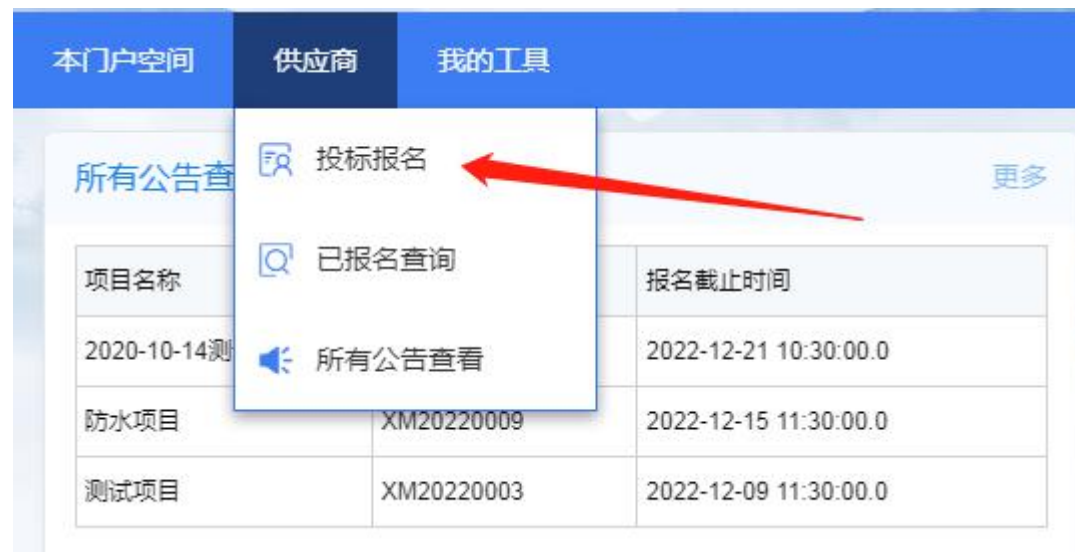 本门户空间 供应商 我的工具
投标报名
所有公告查 更多
已报名查询
项目名称 报名截止时间
2020-10-14测 2022-12-21 10:30:00.0
所有公告查看
防水项目 XM20220009 2022-12-15 11:30:00.0
测试项目 XM20220003 2022-12-09 11:30:00.0